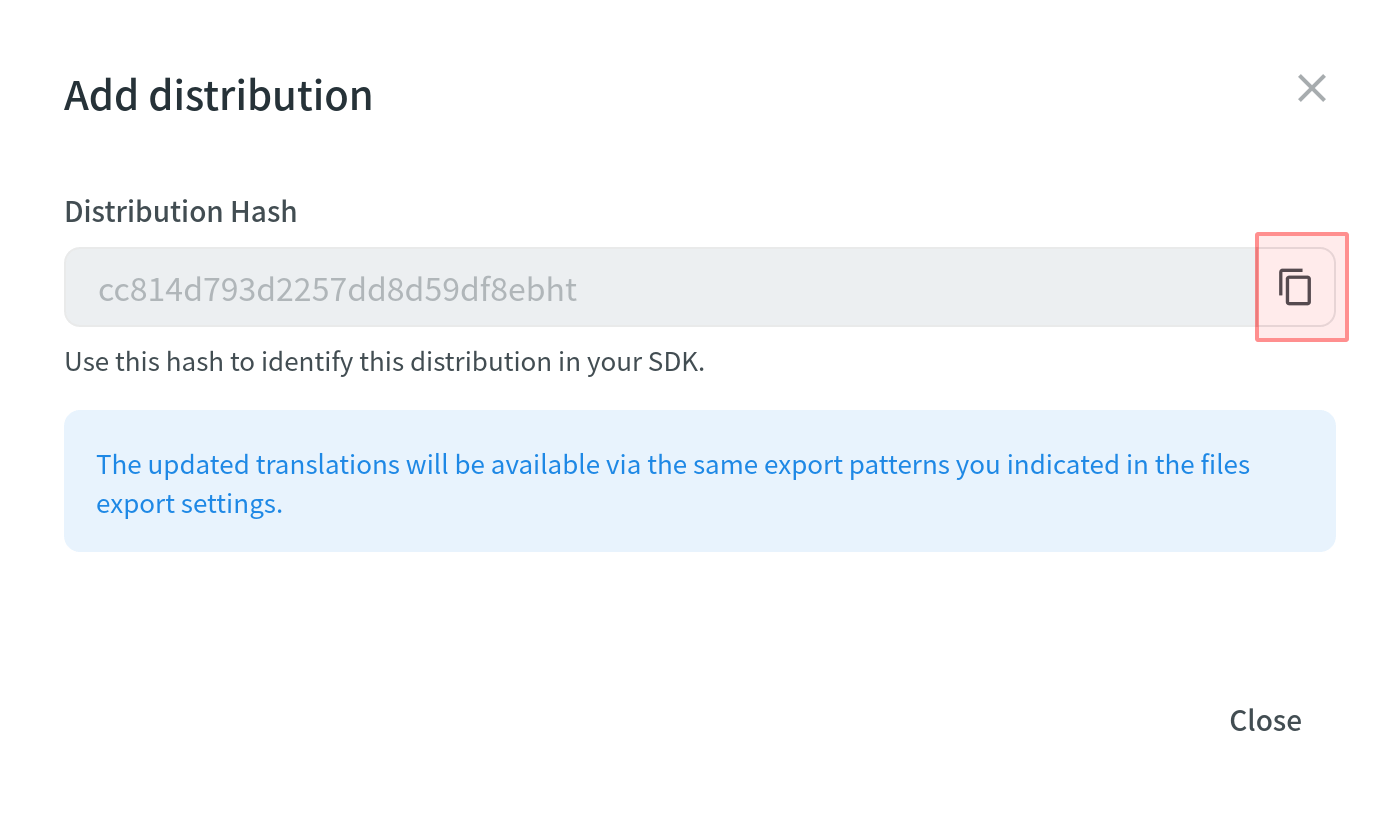 Add distribution
Distribution Hash
cc814d793d2257dd8d59df8ebht
Use this hash to identify this distribution in your SDK.
The updated translations will be available via the same export patterns you indicated in the files
export settings.
Close